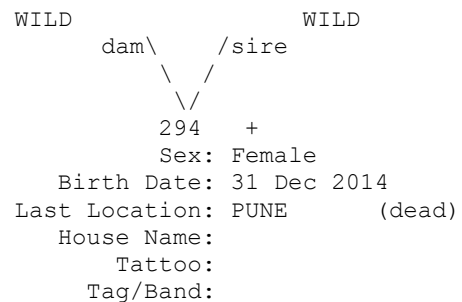 WILD                WILD
      dam\     /sire
          \  /
           \/
          294   +
          Sex: Female
   Birth Date: 31 Dec 2014
Last Location: PUNE      (dead)
   House Name:
       Tattoo:
     Tag/Band: